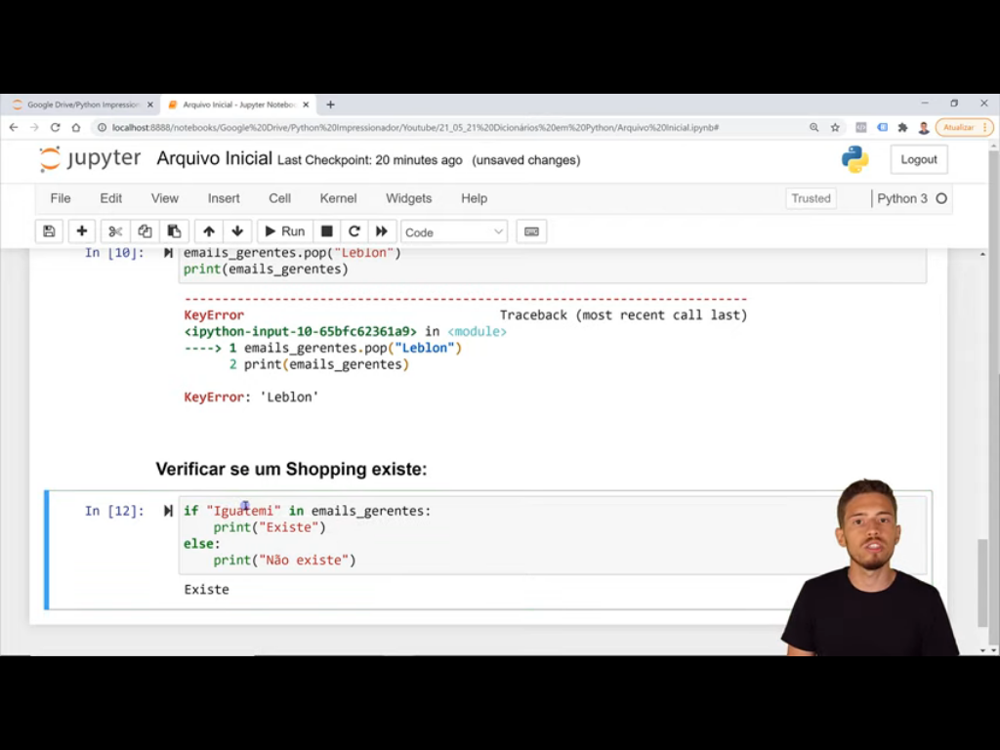 Google Drive/Python Impression
Arquivo Inicial - Jupyter Noteboo
localhost:8888/notebooks/Google%20Drive/Python%20Impressionador/Youtube/21_05_21%20Dicionários%20em%20Python/Arquivo%20Inicial.ipynb#
Atualizar
jupyter Arquivo Inicial Last Checkpoint: 20 minutes ago (unsaved changes)
Logout
File Edit View Insert Cell Kernel Widgets Help
Trusted
Python 3
Run
Code
In [10]: emails_gerentes.pop("Leblon")
print(emails_gerentes)
---------------------------------------------------------------------------
KeyError Traceback (most recent call last)
<ipython-input-10-65bfc62361a9> in <module>
----> 1 emails_gerentes.pop("Leblon")
2 print(emails_gerentes)
KeyError: 'Leblon'
Verificar se um Shopping existe:
In [12]: if "Iguatemi" in emails_gerentes:
print("Existe")
else:
print("Não existe")
Existe